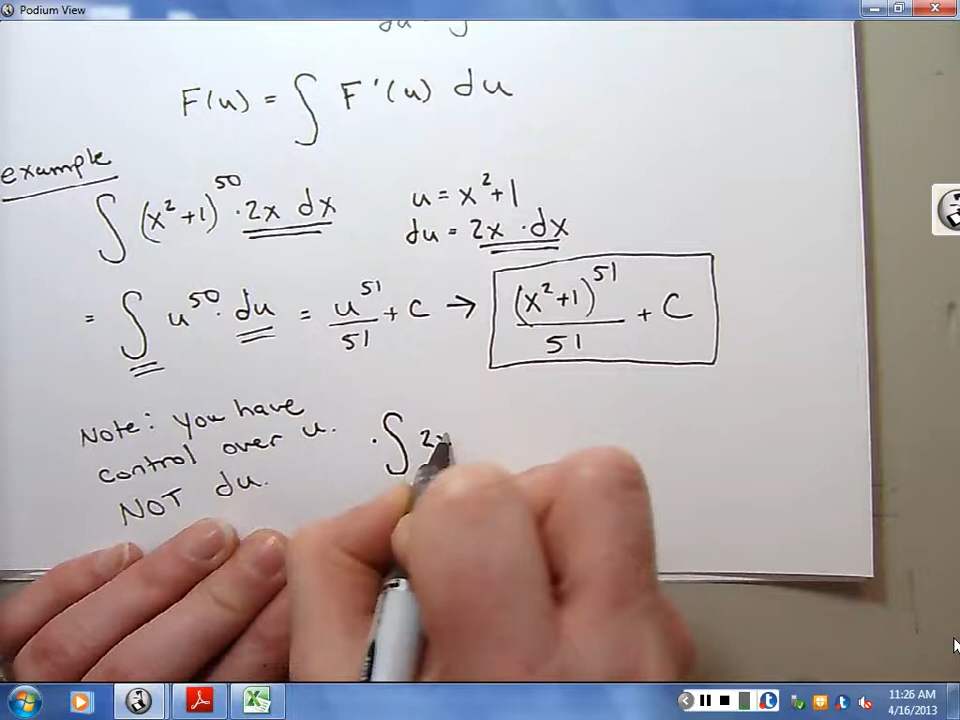 Podium View
F(u) = ∫ F'(u) du
example
∫ (x²+1)⁵⁰ · 2x dx
u = x²+1
du = 2x · dx
= ∫ u⁵⁰ · du = u⁵¹/51 + C → (x²+1)⁵¹/51 + C
Note: you have
control over u.
NOT du.
· ∫ 2x
11:26 AM
4/16/2013